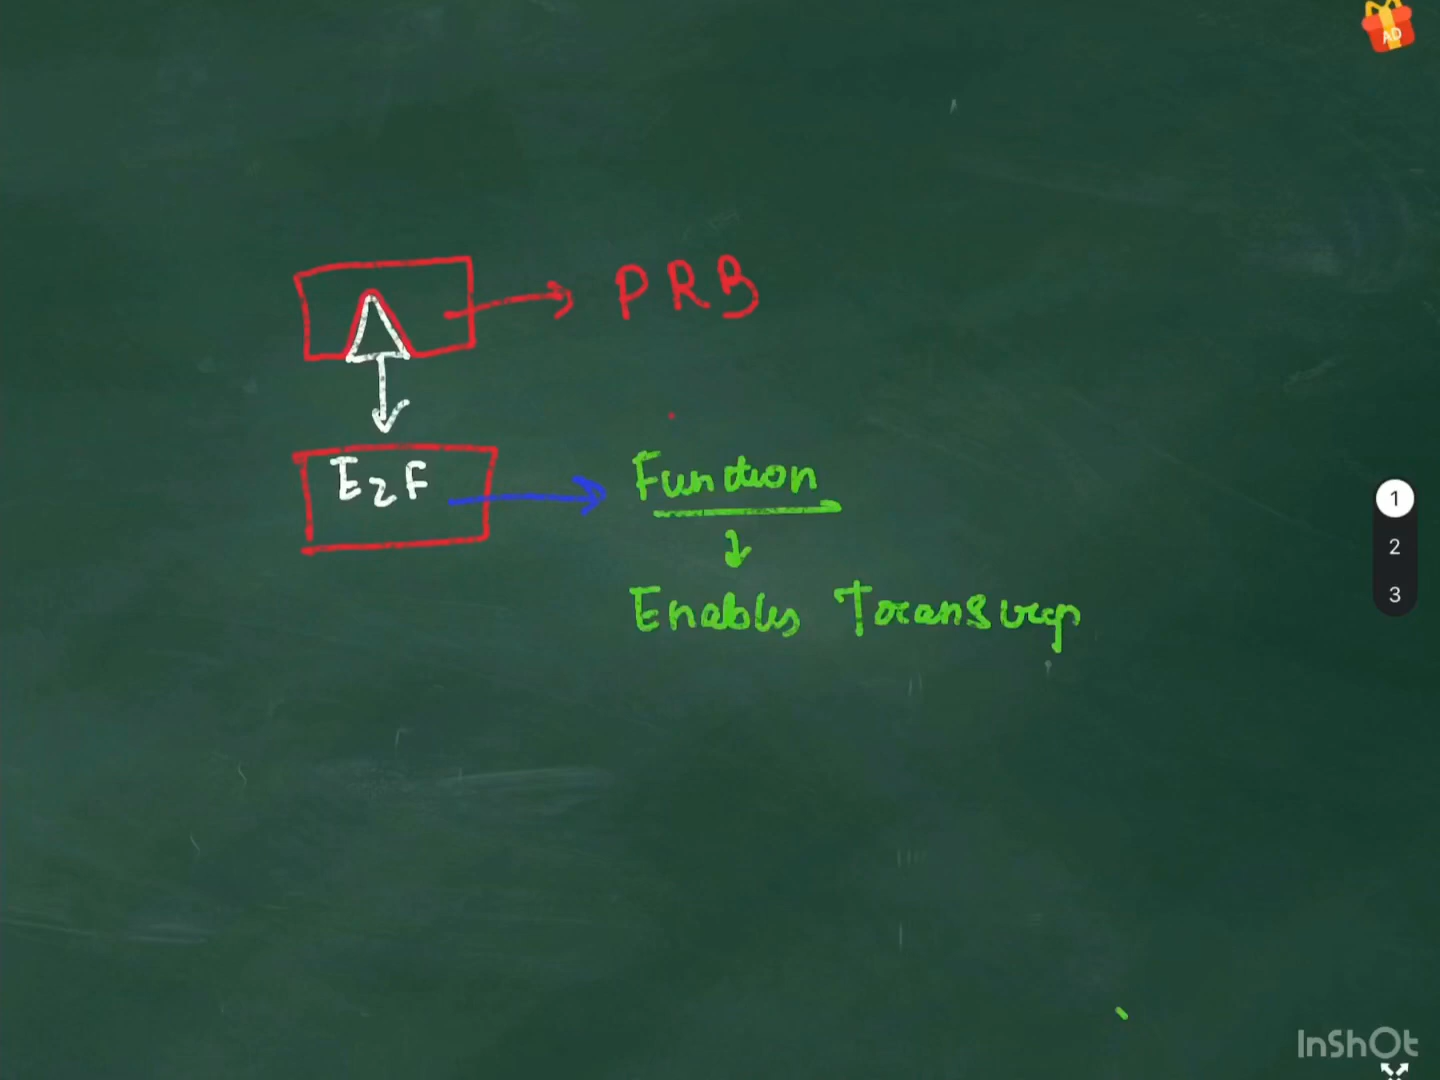 AD
PRB
E2F
Function
Enables Transcrip
1
2
3
InShOt